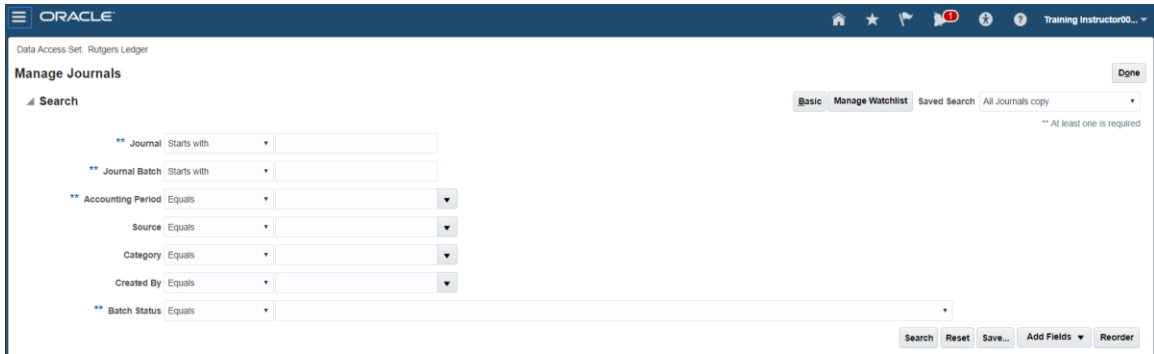 ORACLE
1
Training Instructor00...
Data Access Set: Rutgers Ledger
Manage Journals
Done
Search
Basic Manage Watchlist Saved Search All Journals copy
** At least one is required
** Journal Starts with
** Journal Batch Starts with
** Accounting Period Equals
Source Equals
Category Equals
Created By Equals
** Batch Status Equals
Search Reset Save... Add Fields Reorder